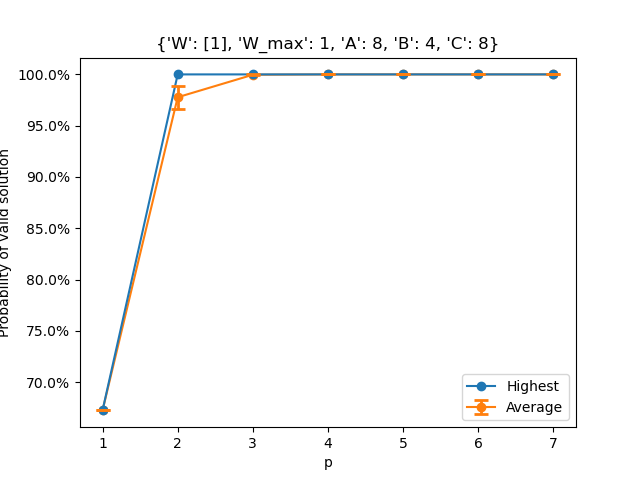 {'W': [1], 'W_max': 1, 'A': 8, 'B': 4, 'C': 8}
100.0%
95.0%
90.0%
85.0%
80.0%
75.0%
70.0%
Probability of valid solution
1 2 3 4 5 6 7
p
Highest
Average